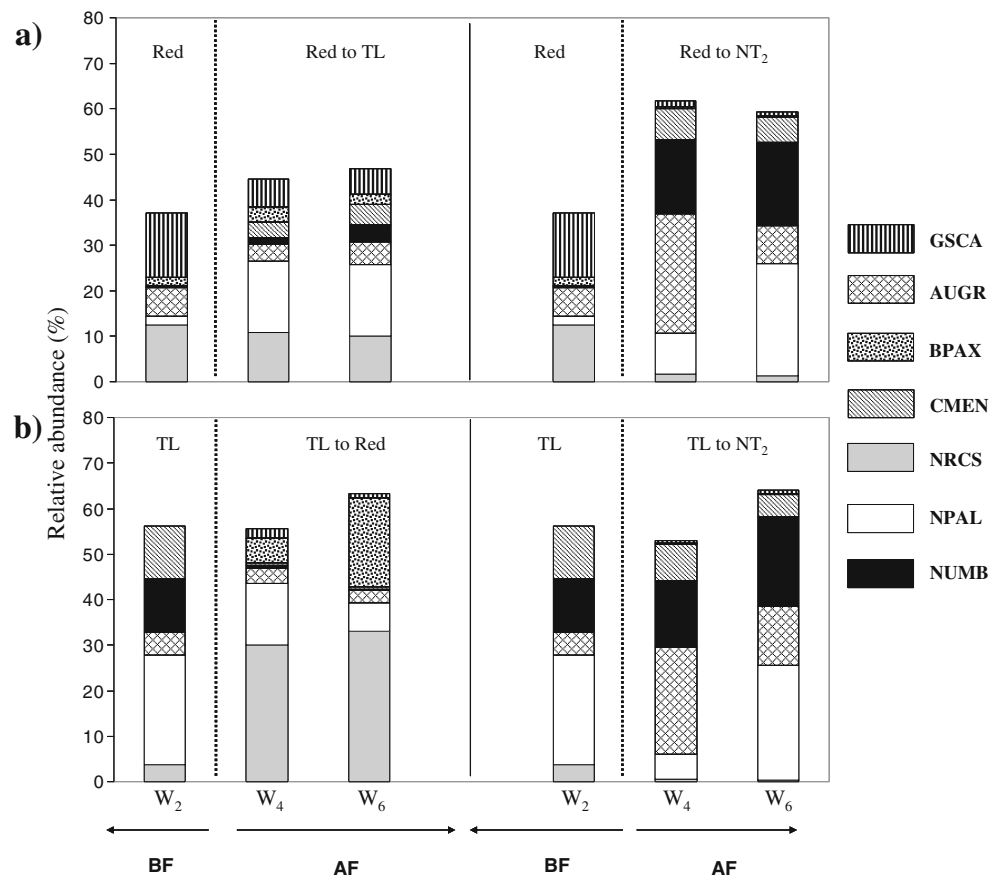 a)
Relative abundance (%)
80
70
60
50
40
30
20
10
0
Red
Red to TL
Red
Red to NT₂
b)
80
70
60
50
40
30
20
10
0
TL
TL to Red
TL
TL to NT₂
W₂
W₄
W₆
W₂
W₄
W₆
BF
AF
BF
AF
GSCA
AUGR
BPAX
CMEN
NRCS
NPAL
NUMB